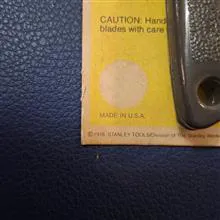 CAUTION: Hand
blades with care
MADE IN U.S.A.
STANLEY TOOLS/Division of The Stanley Works